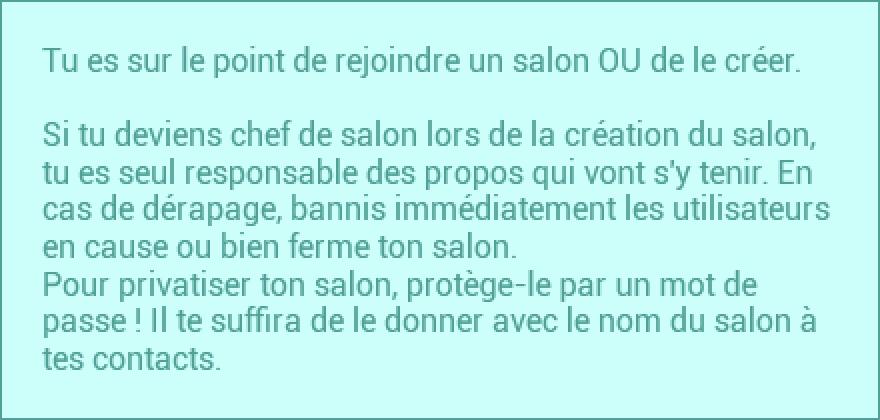 Tu es sur le point de rejoindre un salon OU de le créer.
Si tu deviens chef de salon lors de la création du salon,
tu es seul responsable des propos qui vont s'y tenir. En
cas de dérapage, bannis immédiatement les utilisateurs
en cause ou bien ferme ton salon.
Pour privatiser ton salon, protège-le par un mot de
passe ! Il te suffira de le donner avec le nom du salon à
tes contacts.